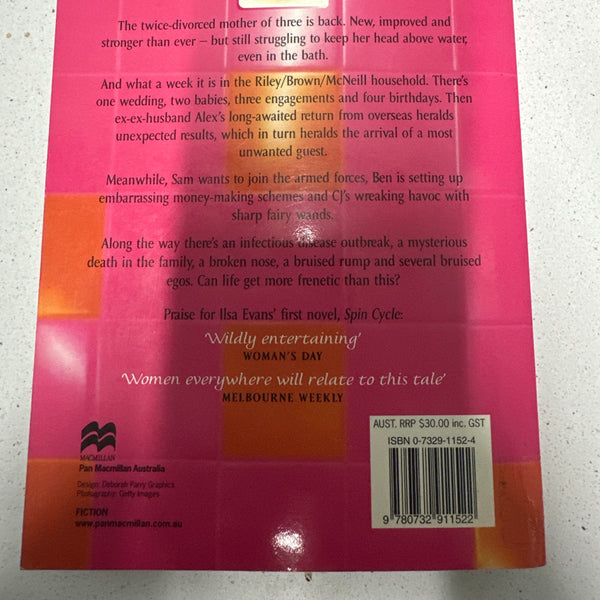 The twice-divorced mother of three is back. New, improved and
stronger than ever – but still struggling to keep her head above water,
even in the bath.
And what a week it is in the Riley/Brown/McNeill household. There's
one wedding, two babies, three engagements and four birthdays. Then
ex-ex-husband Alex's long-awaited return from overseas heralds
unexpected results, which in turn heralds the arrival of a most
unwanted guest.
Meanwhile, Sam wants to join the armed forces, Ben is setting up
embarrassing money-making schemes and CJ's wreaking havoc with
sharp fairy wands.
Along the way there's an infectious disease outbreak, a mysterious
death in the family, a broken nose, a bruised rump and several bruised
egos. Can life get more frenetic than this?
Praise for Ilsa Evans' first novel, Spin Cycle:
'Wildly entertaining'
WOMAN'S DAY
'Women everywhere will relate to this tale'
MELBOURNE WEEKLY
MACMILLAN
Pan Macmillan Australia
Design: Deborah Parry Graphics
Photography: Getty Images
FICTION
www.panmacmillan.com.au
AUST. RRP $30.00 inc. GST
ISBN 0-7329-1152-4
9 780732 911522